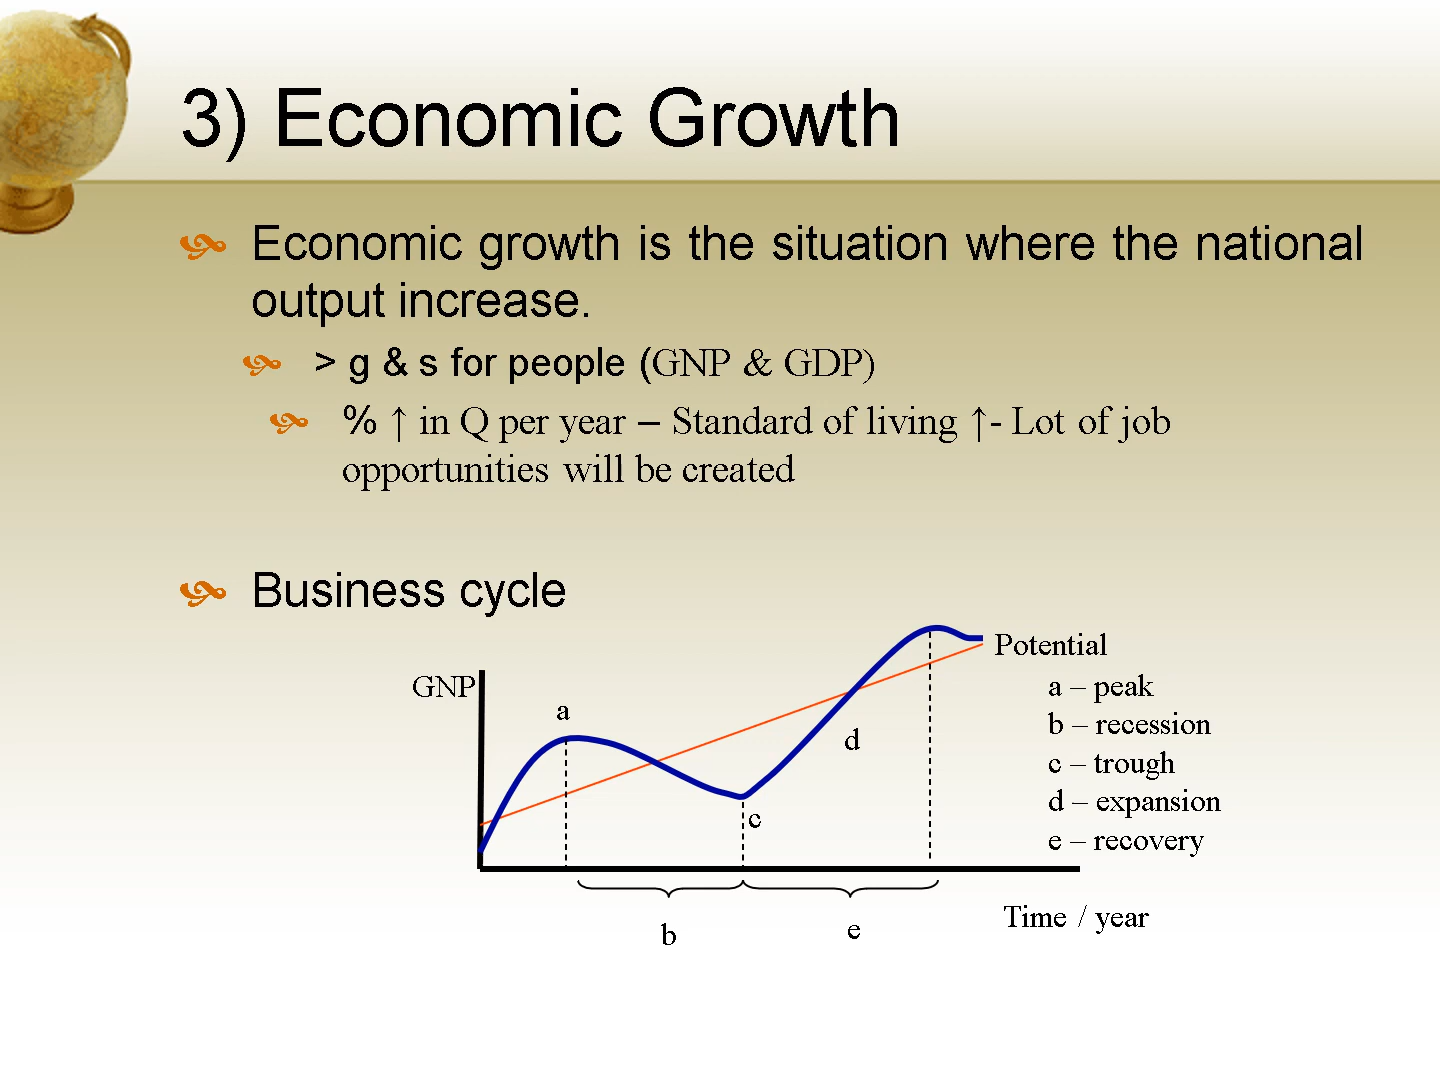 3) Economic Growth
Economic growth is the situation where the national
output increase.
> g & s for people (GNP & GDP)
% ↑ in Q per year – Standard of living ↑- Lot of job
opportunities will be created
Business cycle
Potential
GNP
a – peak
a
b – recession
d
c – trough
d – expansion
c
e – recovery
Time / year
b
e